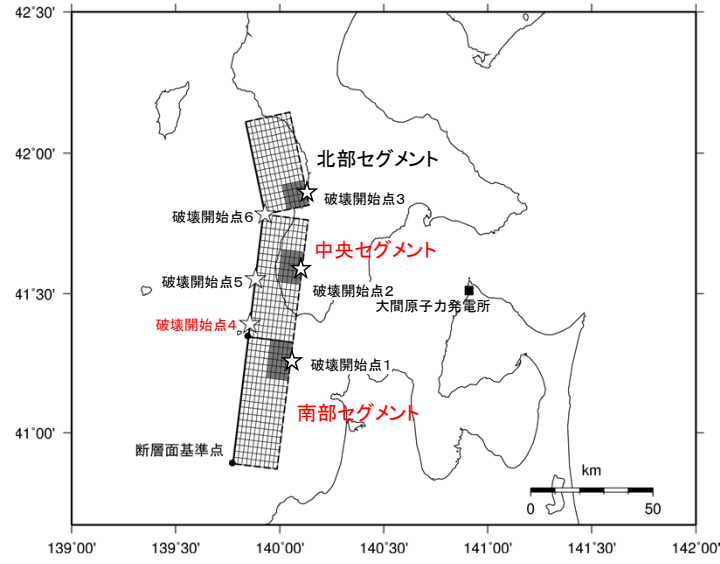 42°30'
42°00'
41°30'
41°00'
139°00'
139°30'
140°00'
140°30'
141°00'
141°30'
142°00'
北部セグメント
破壊開始点3
破壊開始点6
中央セグメント
破壊開始点5
破壊開始点2
大間原子力発電所
破壊開始点4
破壊開始点1
南部セグメント
断層面基準点
km
0
50